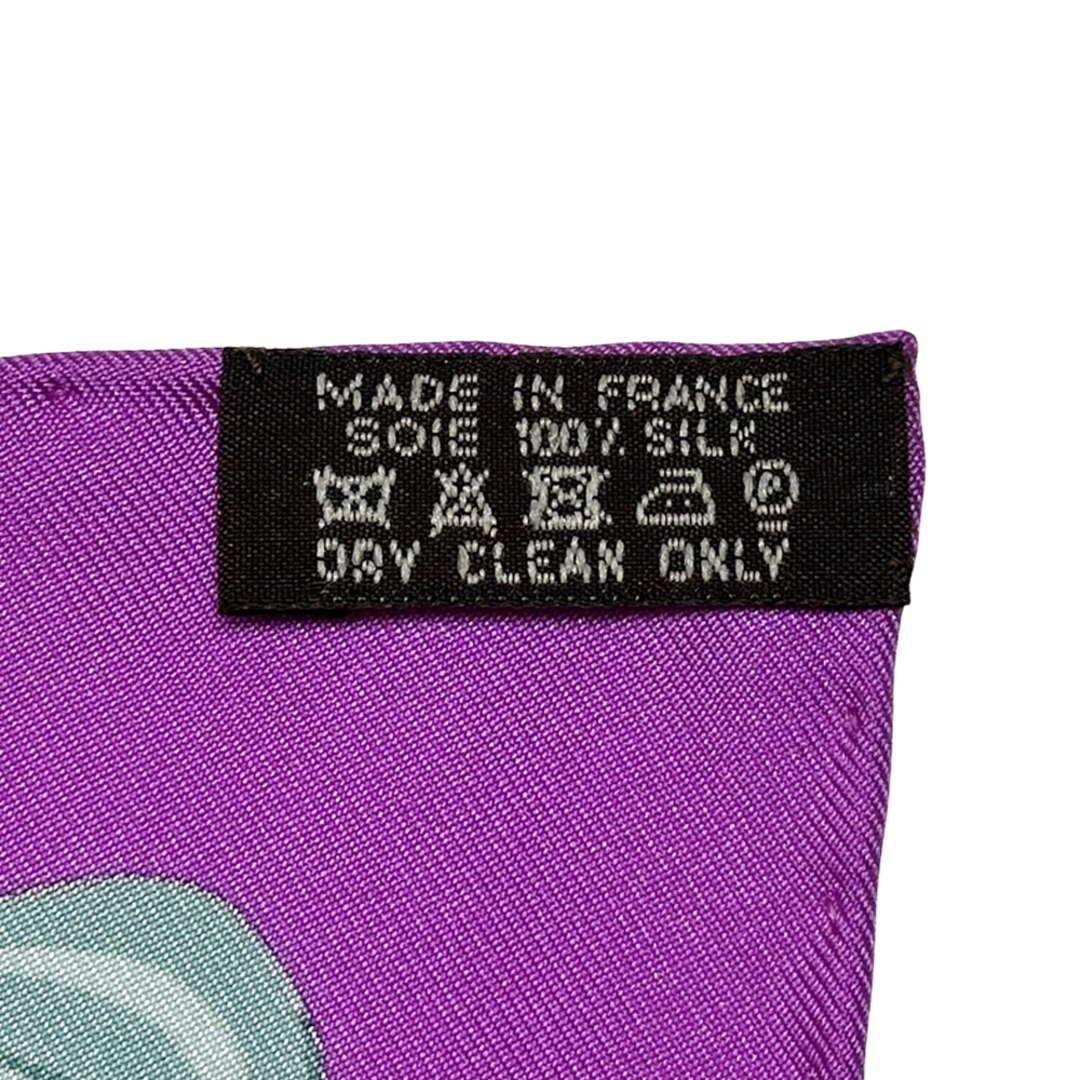 MADE IN FRANCE
SOIE 100% SILK
P
DRY CLEAN ONLY